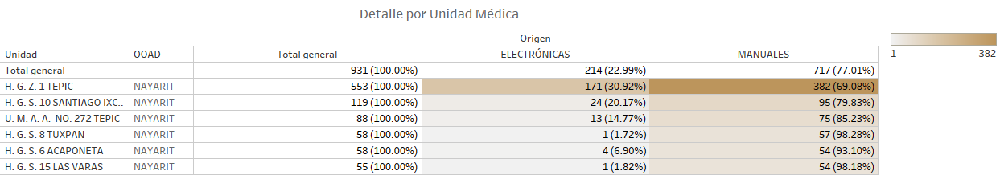 Detalle por Unidad Médica
Origen
Unidad OOAD Total general ELECTRÓNICAS MANUALES
Total general 931 (100.00%) 214 (22.99%) 717 (77.01%)
H. G. Z. 1 TEPIC NAYARIT 553 (100.00%) 171 (30.92%) 382 (69.08%)
H. G. S. 10 SANTIAGO IXC.. NAYARIT 119 (100.00%) 24 (20.17%) 95 (79.83%)
U. M. A. A. NO. 272 TEPIC NAYARIT 88 (100.00%) 13 (14.77%) 75 (85.23%)
H. G. S. 8 TUXPAN NAYARIT 58 (100.00%) 1 (1.72%) 57 (98.28%)
H. G. S. 6 ACAPONETA NAYARIT 58 (100.00%) 4 (6.90%) 54 (93.10%)
H. G. S. 15 LAS VARAS NAYARIT 55 (100.00%) 1 (1.82%) 54 (98.18%)
1 382